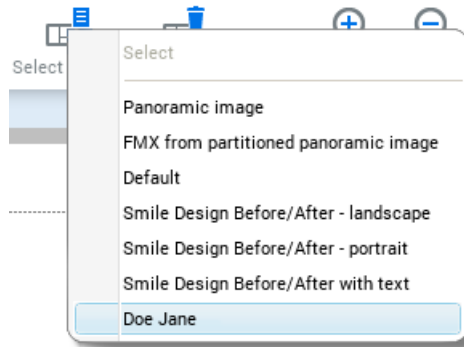 Select
Select
Panoramic image
FMX from partitioned panoramic image
Default
Smile Design Before/After - landscape
Smile Design Before/After - portrait
Smile Design Before/After with text
Doe Jane